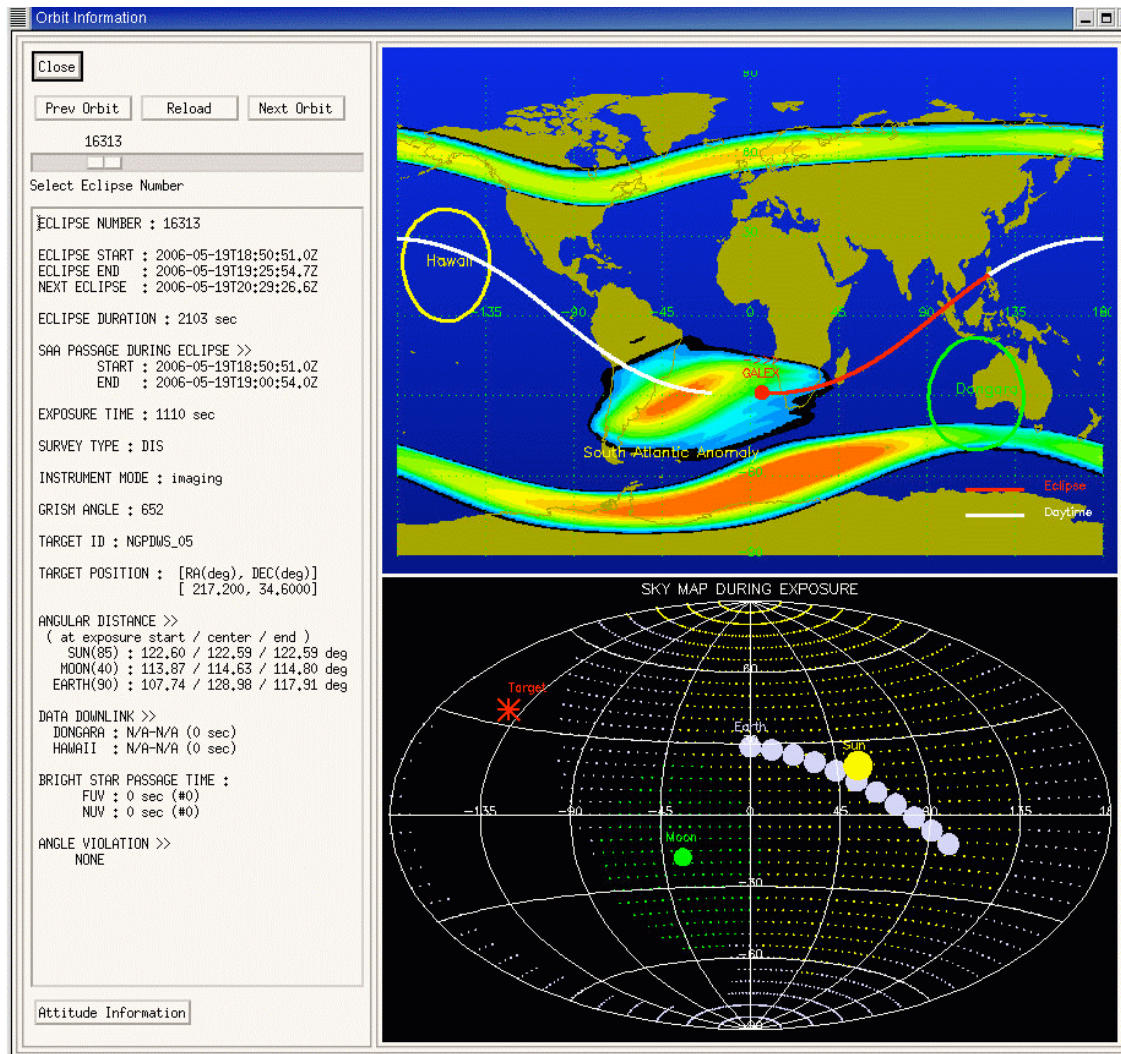 Orbit Information
Close
Prev Orbit Reload Next Orbit
16313
Select Eclipse Number
ECLIPSE NUMBER : 16313
ECLIPSE START : 2006-05-19T18:50:51.0Z
ECLIPSE END : 2006-05-19T19:25:54.7Z
NEXT ECLIPSE : 2006-05-19T20:29:26.6Z
ECLIPSE DURATION : 2103 sec
SAA PASSAGE DURING ECLIPSE >>
START : 2006-05-19T18:50:51.0Z
END : 2006-05-19T19:00:54.0Z
EXPOSURE TIME : 1110 sec
SURVEY TYPE : DIS
INSTRUMENT MODE : imaging
GRISM ANGLE : 652
TARGET ID : NGPDWS_05
TARGET POSITION : [RA(deg), DEC(deg)]
[ 217.200, 34.6000]
ANGULAR DISTANCE >>
( at exposure start / center / end )
SUN(85) : 122.60 / 122.59 / 122.59 deg
MOON(40) : 113.87 / 114.63 / 114.80 deg
EARTH(90) : 107.74 / 128.98 / 117.91 deg
DATA DOWNLINK >>
DONGARA : N/A-N/A (0 sec)
HAWAII : N/A-N/A (0 sec)
BRIGHT STAR PASSAGE TIME :
FUV : 0 sec (#0)
NUV : 0 sec (#0)
ANGLE VIOLATION >>
NONE
Attitude Information
90
60
30
Hawaii
-135 -90 -45 0 45 90 135 180
>>>>
GALEX
Dongara
South Atlantic Anomaly
-60
Eclipse
Daytime
-90
SKY MAP DURING EXPOSURE
60
Target
Earth
30
Sun
-135 -90 -45 0 45 90 135
Moon
-30
-60
-90